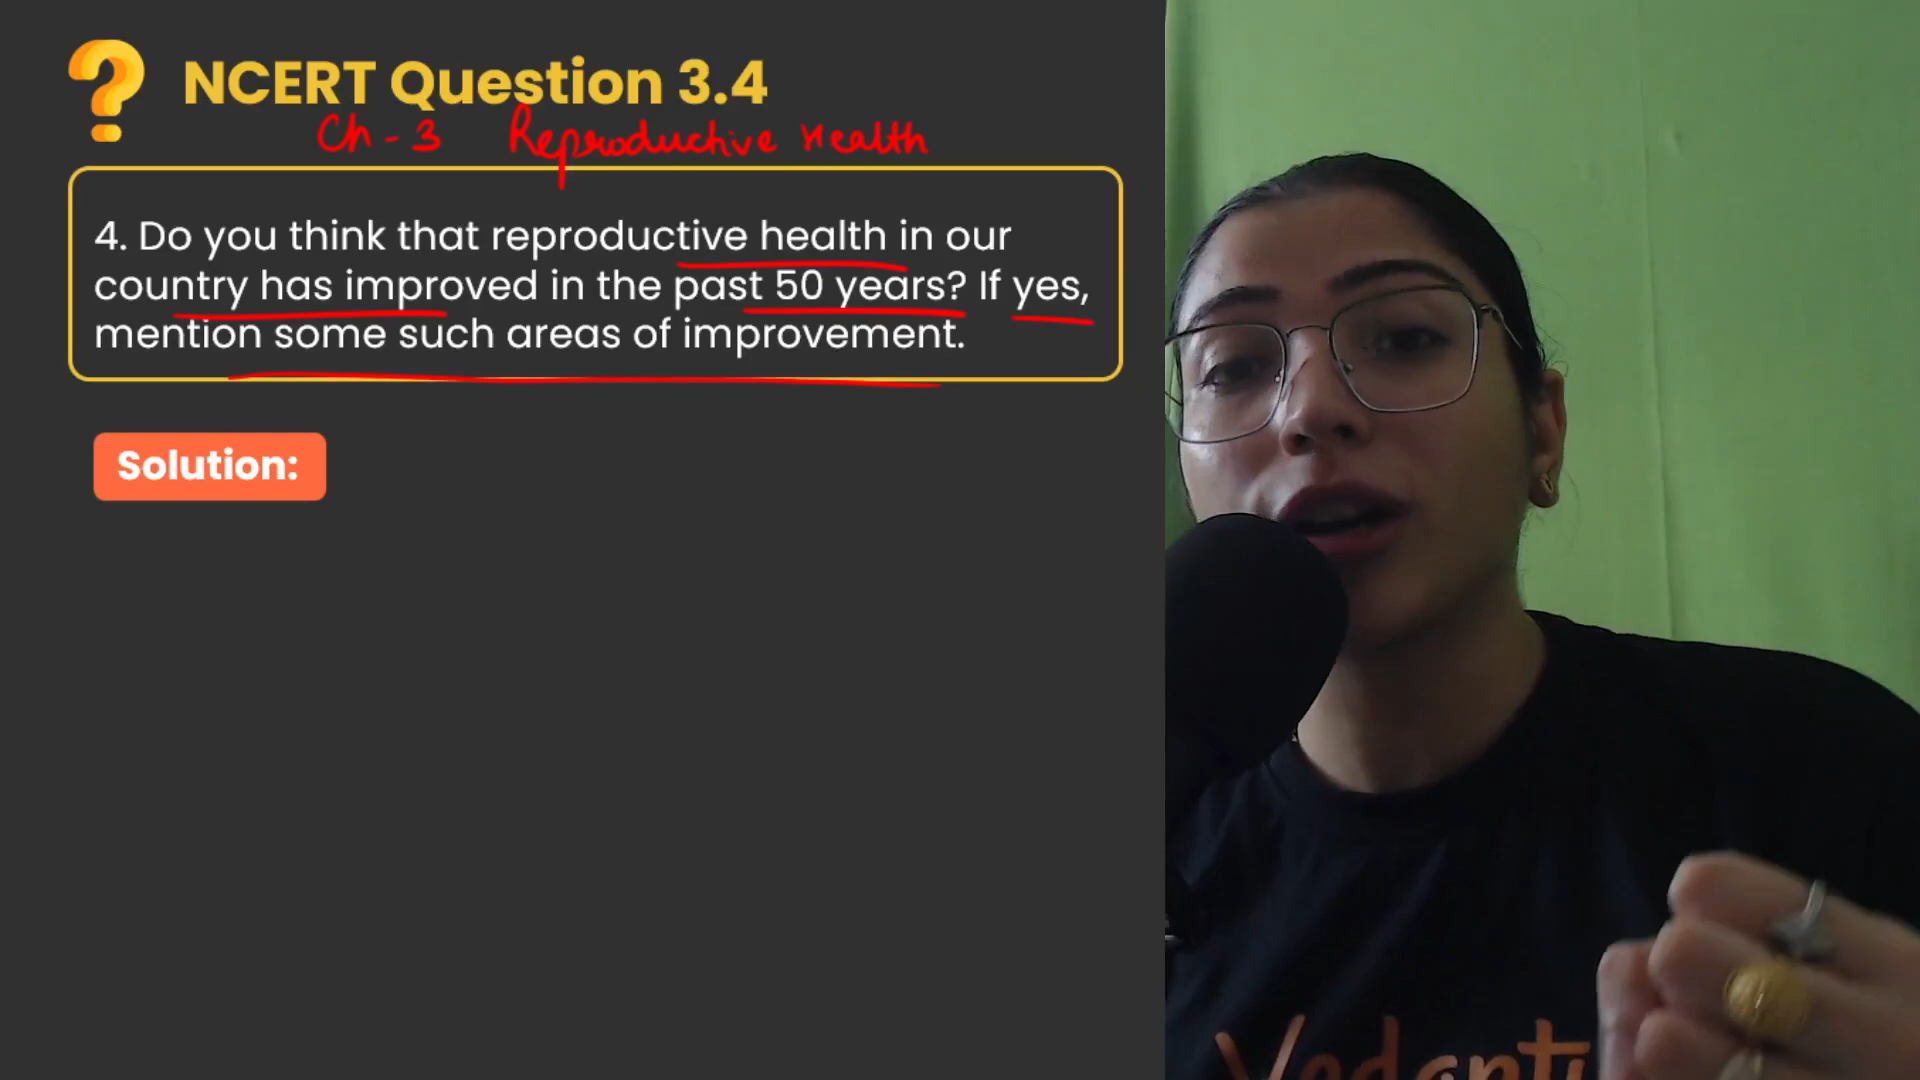 NCERT Question 3.4
Ch - 3 Reproductive Health
4. Do you think that reproductive health in our
country has improved in the past 50 years? If yes,
mention some such areas of improvement.
Solution: